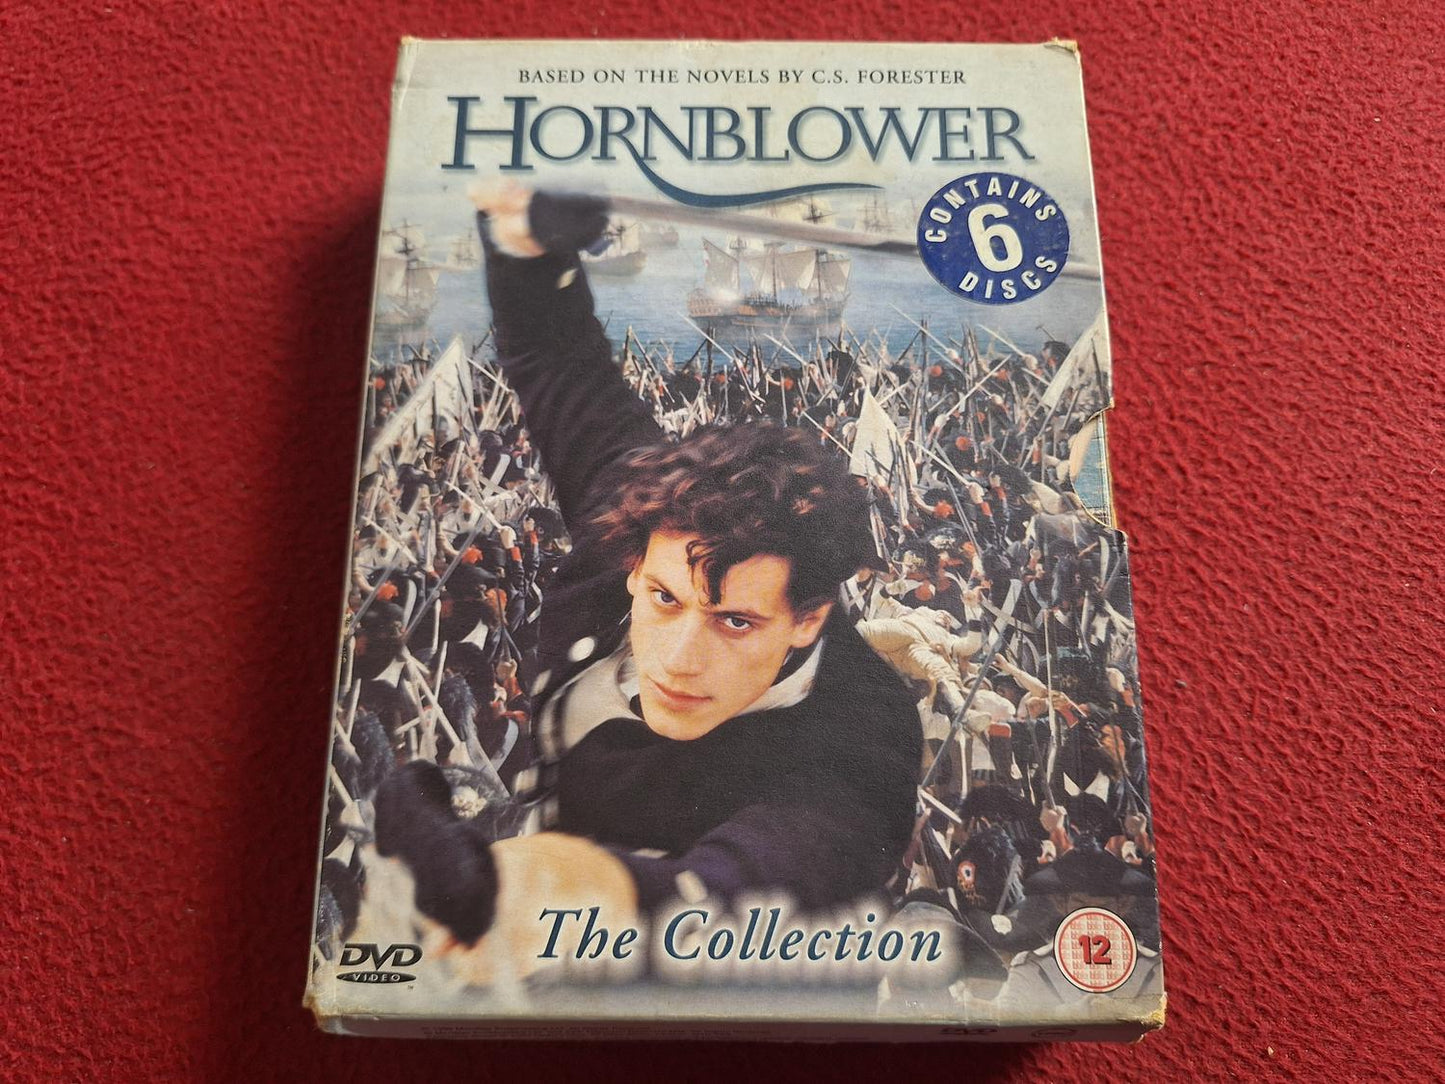 BASED ON THE NOVELS BY C.S. FORESTER
HORNBLOWER
CONTAINS
6
DISCS
The Collection
DVD
VIDEO
12